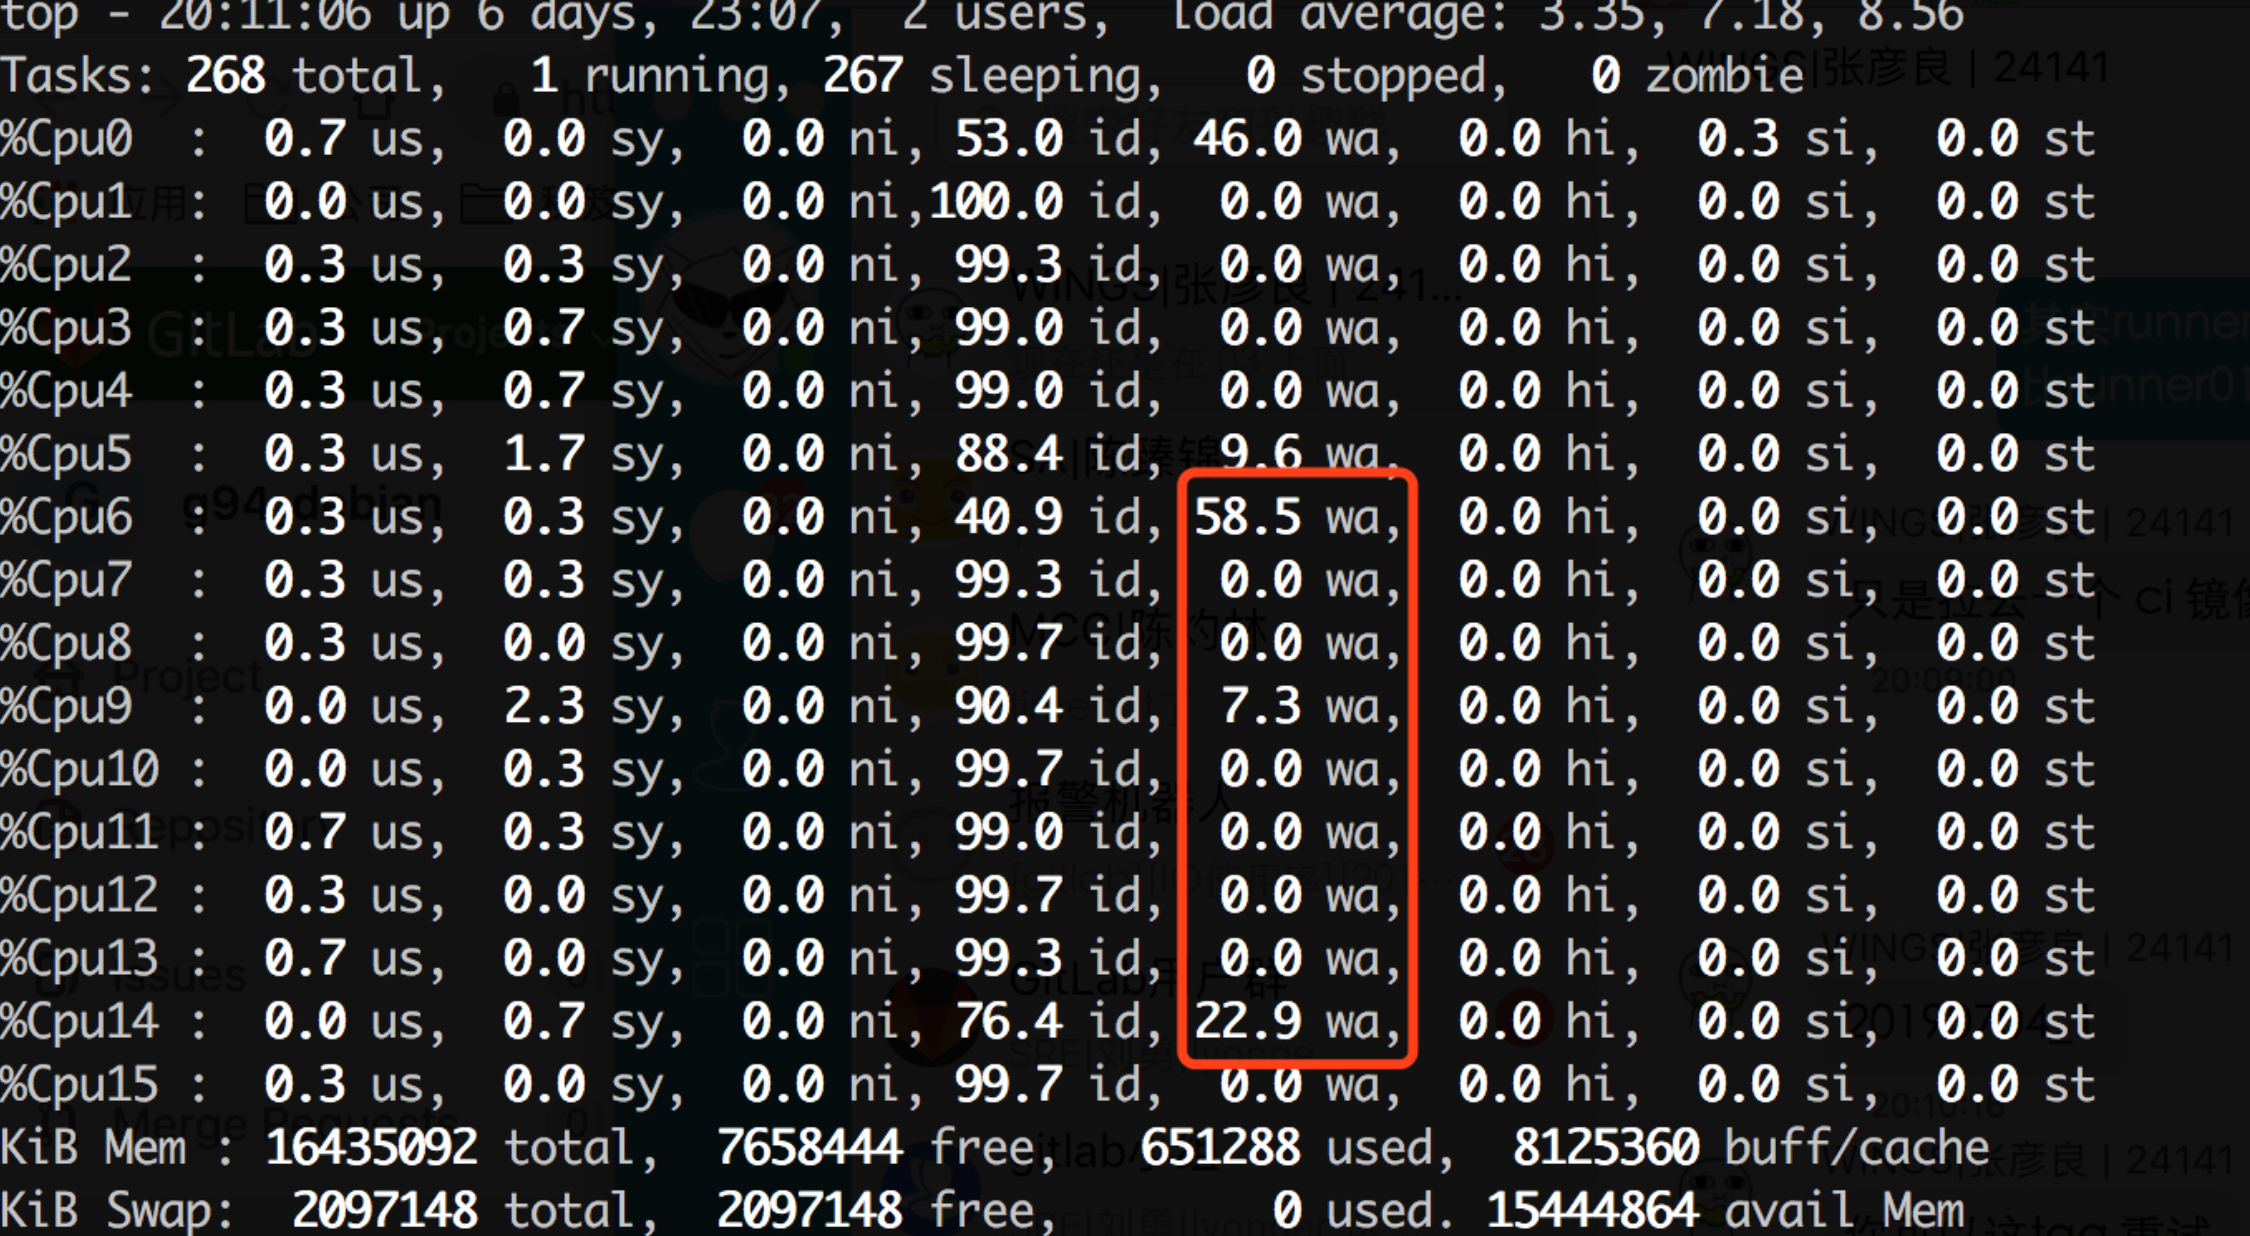 top - 20:11:06 up 6 days, 23:07,  2 users,  load average: 3.35, 7.18, 8.56
Tasks: 268 total,   1 running, 267 sleeping,   0 stopped,   0 zombie
%Cpu0  :  0.7 us,  0.0 sy,  0.0 ni, 53.0 id, 46.0 wa,  0.0 hi,  0.3 si,  0.0 st
%Cpu1  :  0.0 us,  0.0 sy,  0.0 ni,100.0 id,  0.0 wa,  0.0 hi,  0.0 si,  0.0 st
%Cpu2  :  0.3 us,  0.3 sy,  0.0 ni, 99.3 id,  0.0 wa,  0.0 hi,  0.0 si,  0.0 st
%Cpu3  :  0.3 us,  0.7 sy,  0.0 ni, 99.0 id,  0.0 wa,  0.0 hi,  0.0 si,  0.0 st
%Cpu4  :  0.3 us,  0.7 sy,  0.0 ni, 99.0 id,  0.0 wa,  0.0 hi,  0.0 si,  0.0 st
%Cpu5  :  0.3 us,  1.7 sy,  0.0 ni, 88.4 id,  9.6 wa,  0.0 hi,  0.0 si,  0.0 st
%Cpu6  :  0.3 us,  0.3 sy,  0.0 ni, 40.9 id, 58.5 wa,  0.0 hi,  0.0 si,  0.0 st
%Cpu7  :  0.3 us,  0.3 sy,  0.0 ni, 99.3 id,  0.0 wa,  0.0 hi,  0.0 si,  0.0 st
%Cpu8  :  0.3 us,  0.0 sy,  0.0 ni, 99.7 id,  0.0 wa,  0.0 hi,  0.0 si,  0.0 st
%Cpu9  :  0.0 us,  2.3 sy,  0.0 ni, 90.4 id,  7.3 wa,  0.0 hi,  0.0 si,  0.0 st
%Cpu10 :  0.0 us,  0.3 sy,  0.0 ni, 99.7 id,  0.0 wa,  0.0 hi,  0.0 si,  0.0 st
%Cpu11 :  0.7 us,  0.3 sy,  0.0 ni, 99.0 id,  0.0 wa,  0.0 hi,  0.0 si,  0.0 st
%Cpu12 :  0.3 us,  0.0 sy,  0.0 ni, 99.7 id,  0.0 wa,  0.0 hi,  0.0 si,  0.0 st
%Cpu13 :  0.7 us,  0.0 sy,  0.0 ni, 99.3 id,  0.0 wa,  0.0 hi,  0.0 si,  0.0 st
%Cpu14 :  0.0 us,  0.7 sy,  0.0 ni, 76.4 id, 22.9 wa,  0.0 hi,  0.0 si,  0.0 st
%Cpu15 :  0.3 us,  0.0 sy,  0.0 ni, 99.7 id,  0.0 wa,  0.0 hi,  0.0 si,  0.0 st
KiB Mem : 16435092 total,  7658444 free,   651288 used,  8125360 buff/cache
KiB Swap:  2097148 total,  2097148 free,        0 used. 15444864 avail Mem